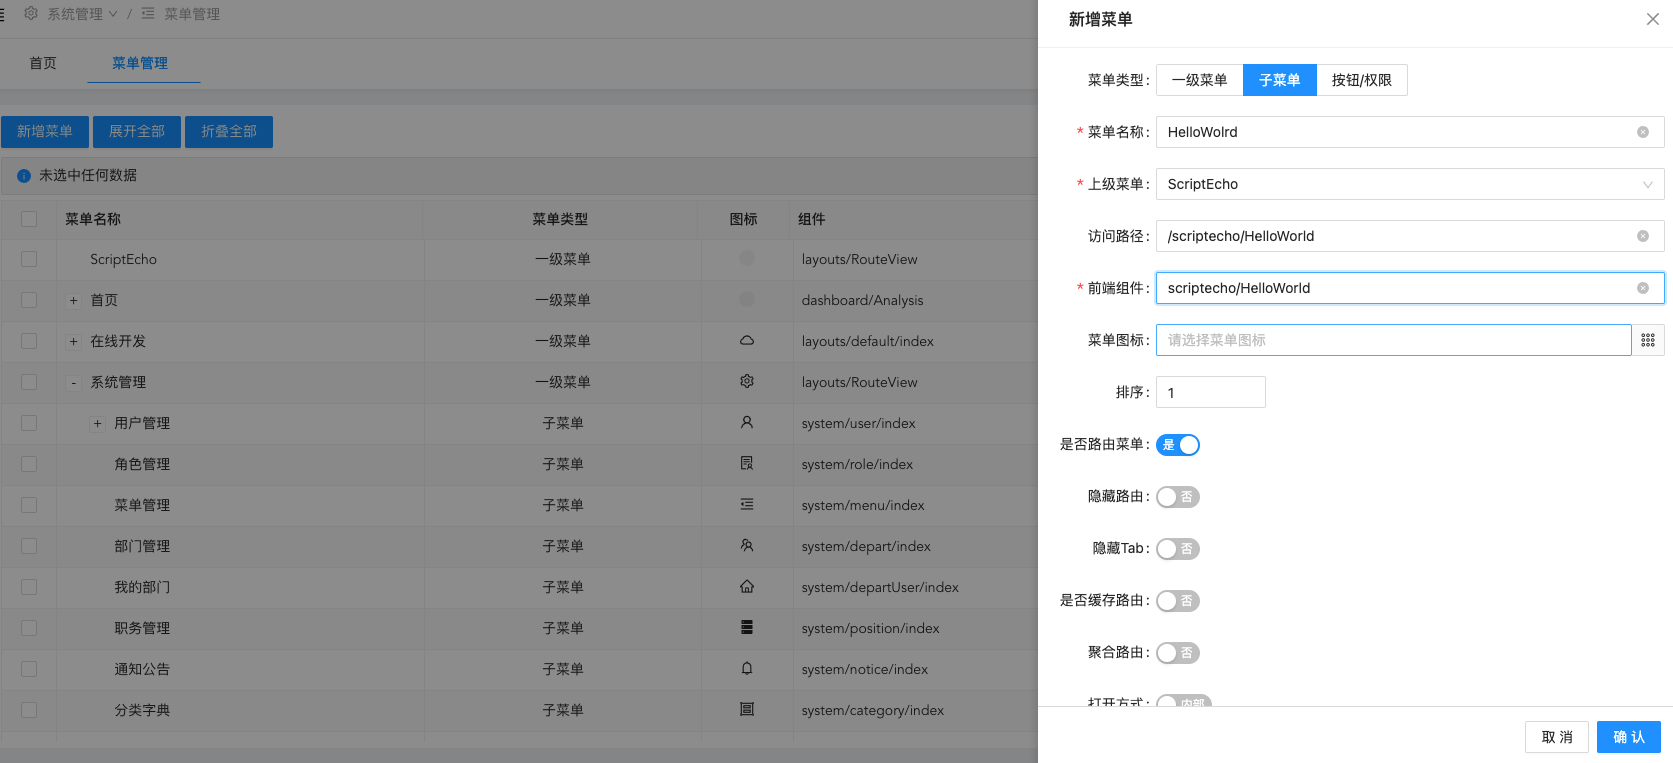 系统管理 / 菜单管理
首页 菜单管理
新增菜单 展开全部 折叠全部
未选中任何数据
菜单名称 菜单类型 图标 组件
ScriptEcho 一级菜单 layouts/RouteView
+ 首页 一级菜单 dashboard/Analysis
+ 在线开发 一级菜单 layouts/default/index
- 系统管理 一级菜单 layouts/RouteView
+ 用户管理 子菜单 system/user/index
角色管理 子菜单 system/role/index
菜单管理 子菜单 system/menu/index
部门管理 子菜单 system/depart/index
我的部门 子菜单 system/departUser/index
职务管理 子菜单 system/position/index
通知公告 子菜单 system/notice/index
分类字典 子菜单 system/category/index
新增菜单
菜单类型: 一级菜单 子菜单 按钮/权限
* 菜单名称: HelloWolrd
* 上级菜单: ScriptEcho
访问路径: /scriptecho/HelloWorld
* 前端组件: scriptecho/HelloWorld
菜单图标: 请选择菜单图标
排序: 1
是否路由菜单: 是
隐藏路由: 否
隐藏Tab: 否
是否缓存路由: 否
聚合路由: 否
打开方式: 内部
取 消 确 认